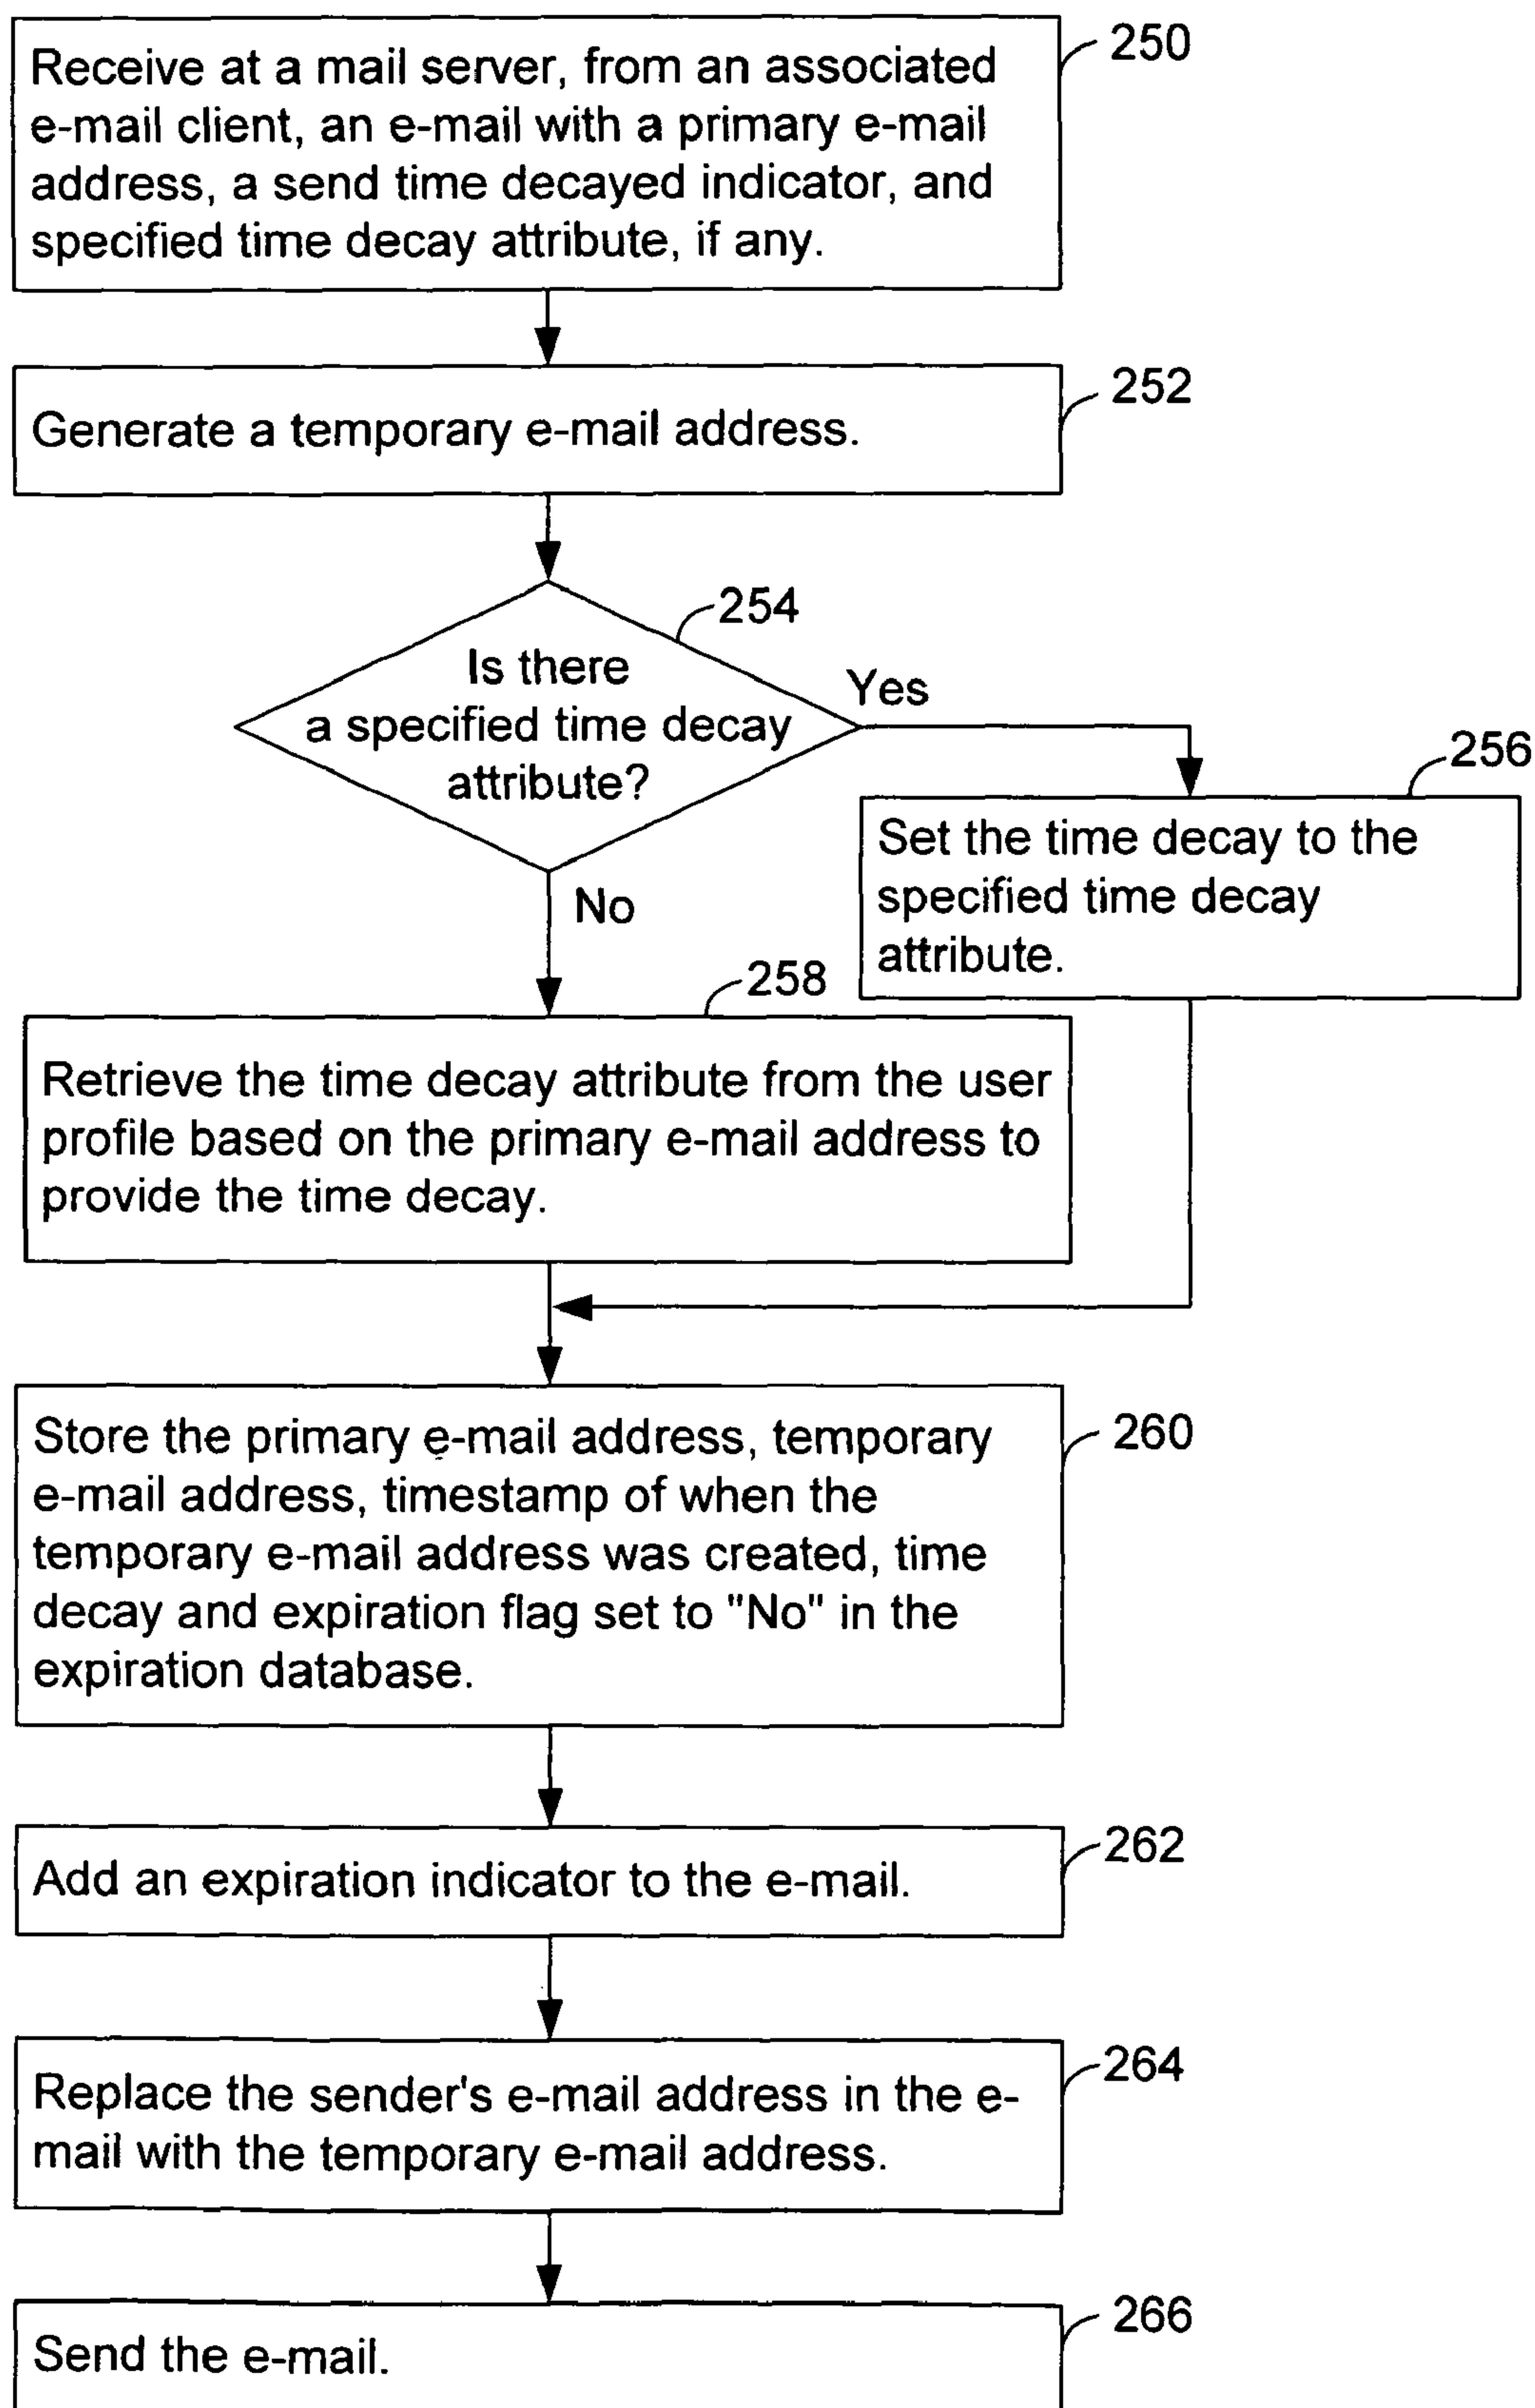 250
Receive at a mail server, from an associated
e-mail client, an e-mail with a primary e-mail
address, a send time decayed indicator, and
specified time decay attribute, if any.
252
Generate a temporary e-mail address.
254
Is there
a specified time decay
attribute?
Yes
256
Set the time decay to the
specified time decay
attribute.
No
258
Retrieve the time decay attribute from the user
profile based on the primary e-mail address to
provide the time decay.
260
Store the primary e-mail address, temporary
e-mail address, timestamp of when the
temporary e-mail address was created, time
decay and expiration flag set to "No" in the
expiration database.
262
Add an expiration indicator to the e-mail.
264
Replace the sender's e-mail address in the e-
mail with the temporary e-mail address.
266
Send the e-mail.